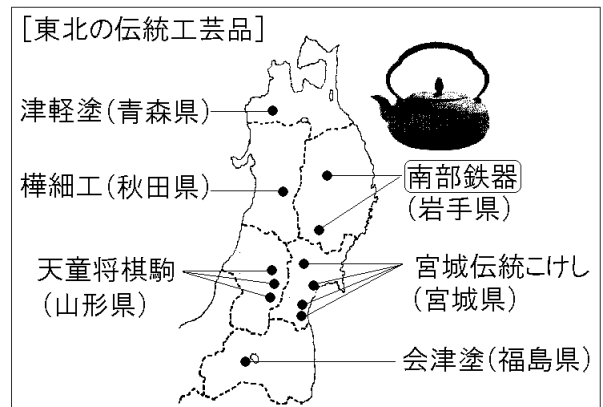 [東北の伝統工芸品]
津軽塗(青森県)
樺細工(秋田県)
南部鉄器
(岩手県)
天童将棋駒
(山形県)
宮城伝統こけし
(宮城県)
会津塗(福島県)